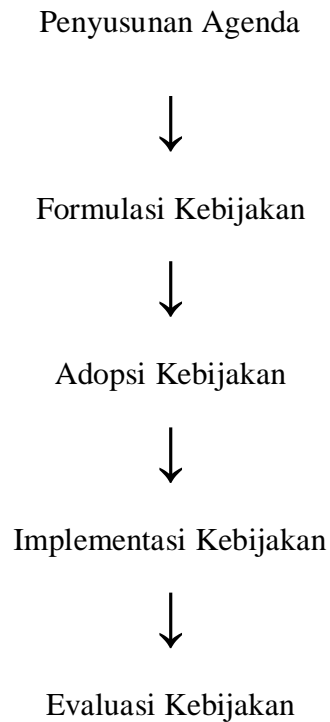 Penyusunan Agenda
Formulasi Kebijakan
Adopsi Kebijakan
Implementasi Kebijakan
Evaluasi Kebijakan